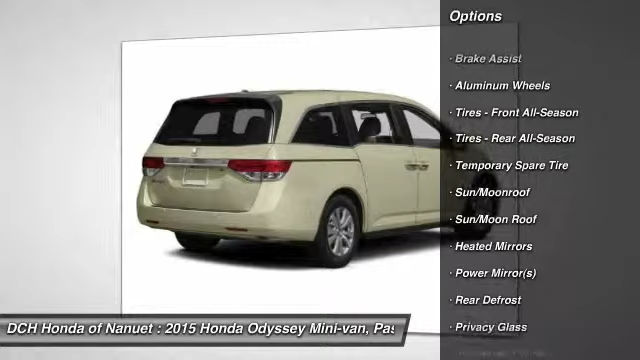 Options
· Brake Assist
· Aluminum Wheels
· Tires - Front All-Season
· Tires - Rear All-Season
· Temporary Spare Tire
· Sun/Moonroof
· Sun/Moon Roof
· Heated Mirrors
· Power Mirror(s)
· Rear Defrost
· Privacy Glass
DCH Honda of Nanuet : 2015 Honda Odyssey Mini-van, Pas